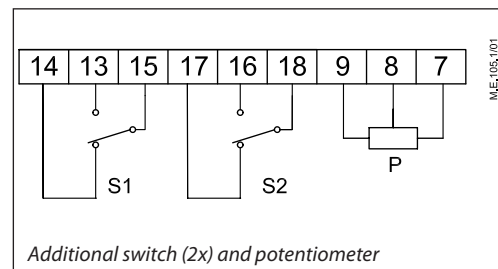 14 13 15 17 16 18 9 8 7
S1 S2 P
Additional switch (2x) and potentiometer
M.E.105.1/01